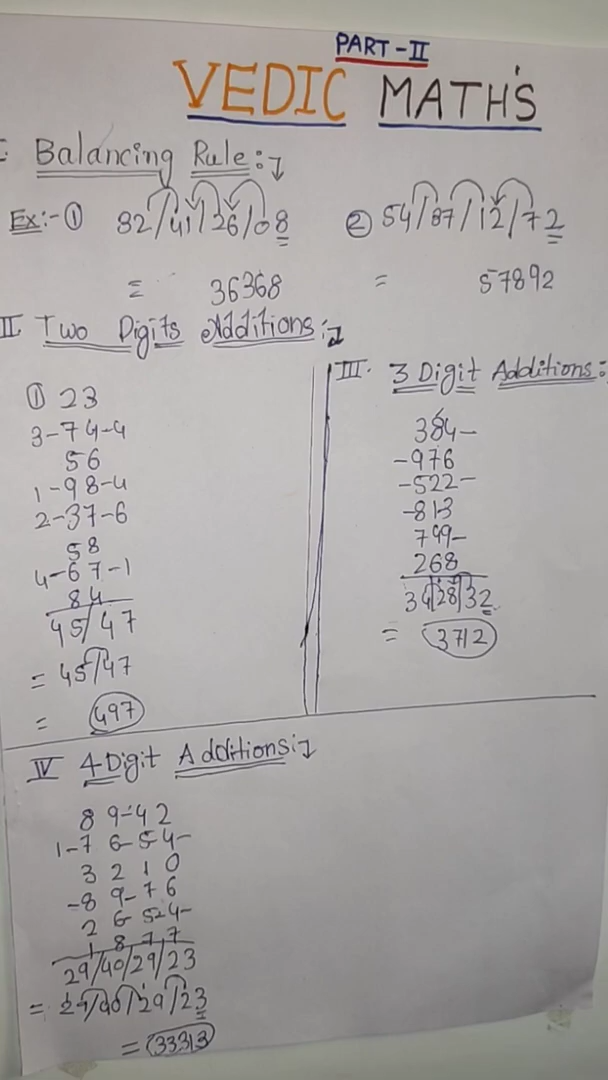 PART-II
VEDIC MATH'S
I Balancing Rule:
Ex:- ① 32/41/26/08 ② 54/37/12/72
= 36368 = 57892
II Two Digits Additions:
① 23
3-74-4
56
1-98-4
2-37-6
58
4-67-1
84
45/47
= 45/47
= 497
III. 3 Digit Additions:
384-
-976
-522-
-813
799-
268
34/28/32
= 3712
IV 4 Digit Additions:
8 9-4 2
1-7 6-5-4-
3 2 1 0
-8 9-7 6
2 6 5-4-
1 8 7 7
29/40/29/23
= 29/40/29/23
= 33313